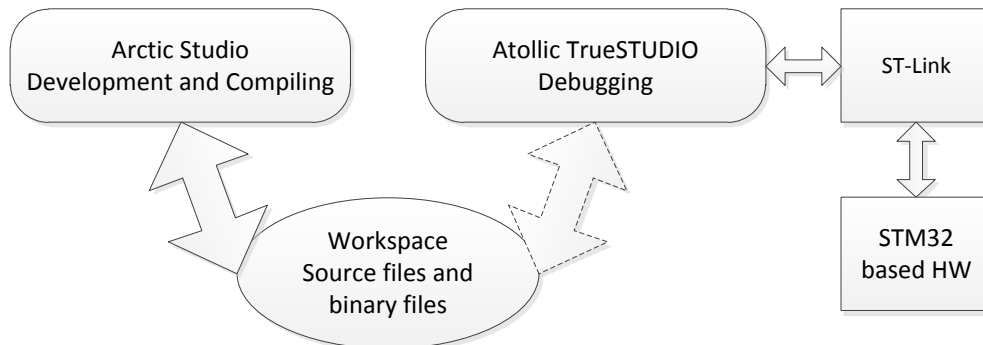 Arctic Studio
Development and Compiling
Atollic TrueSTUDIO
Debugging
ST-Link
Workspace
Source files and
binary files
STM32
based HW